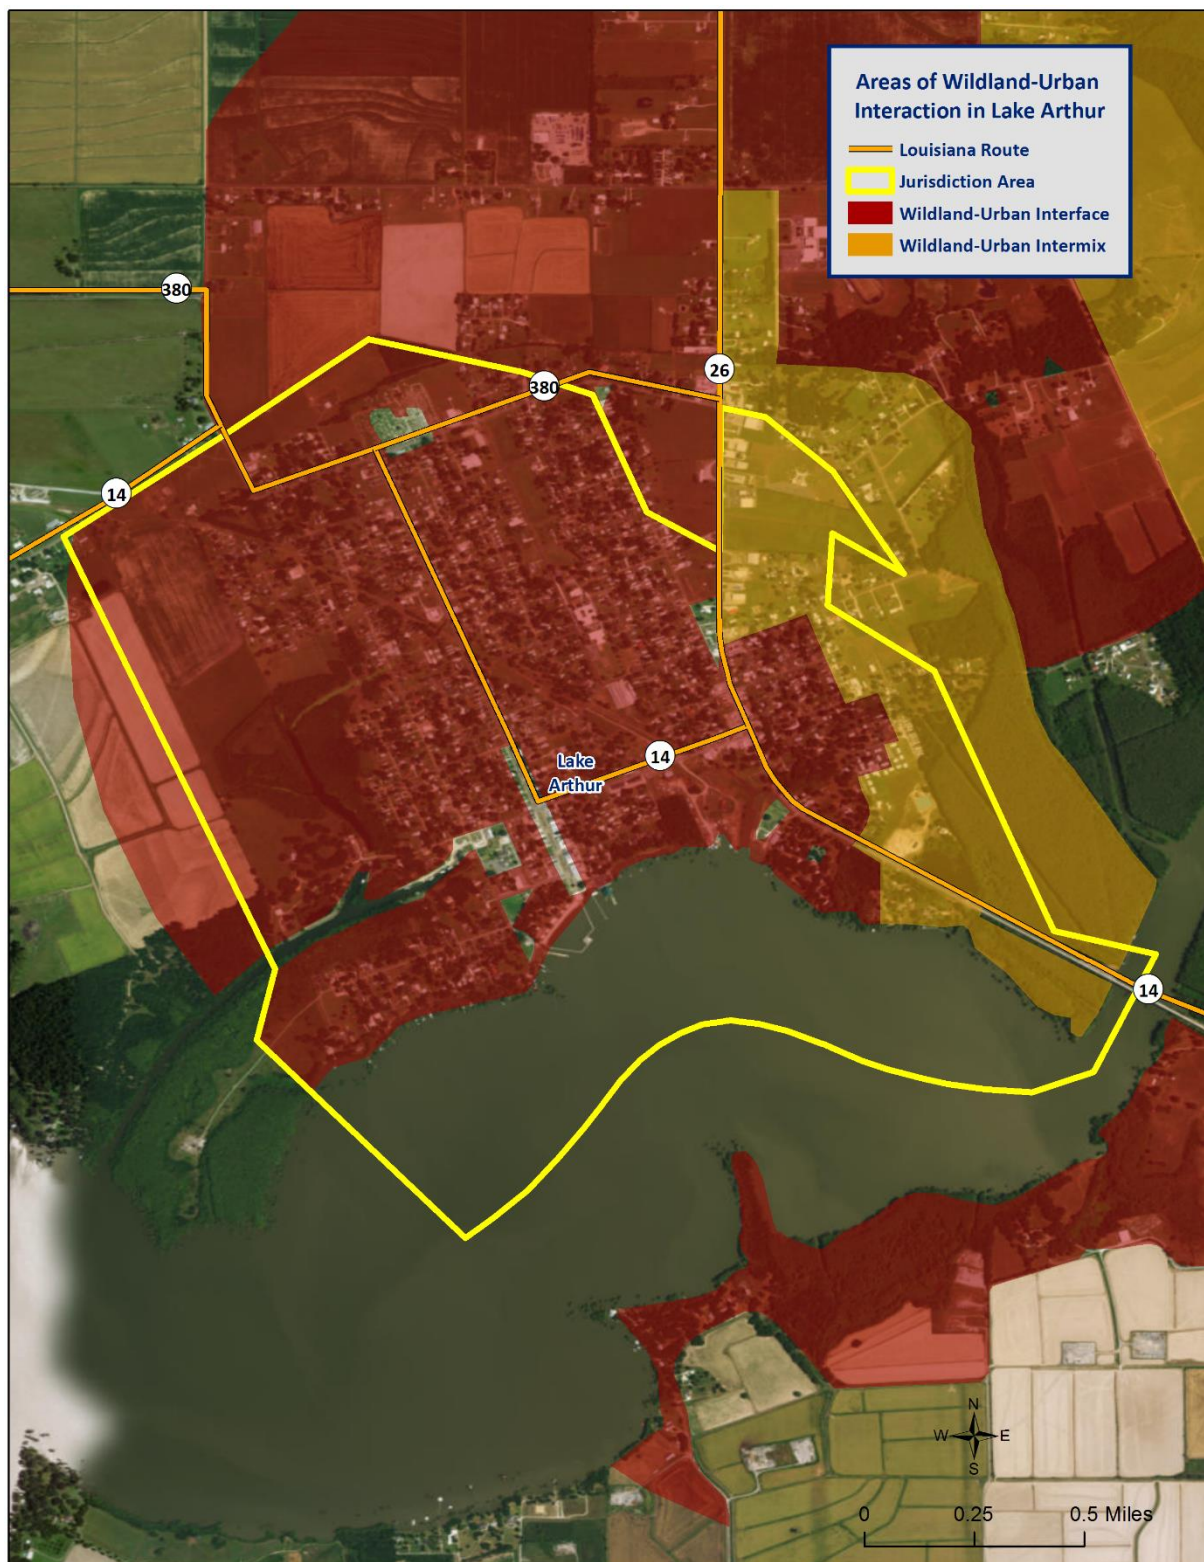 Areas of Wildland-Urban
Interaction in Lake Arthur
Louisiana Route
Jurisdiction Area
Wildland-Urban Interface
Wildland-Urban Intermix
380
26
380
14
Lake
Arthur
14
14
N
W E
S
0 0.25 0.5 Miles